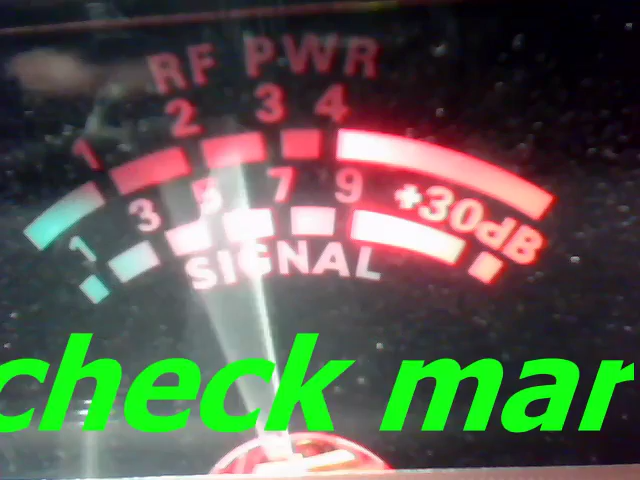 RF PWR
1 2 3 4
1 3 5 7 9 +30dB
SIGNAL
check mar